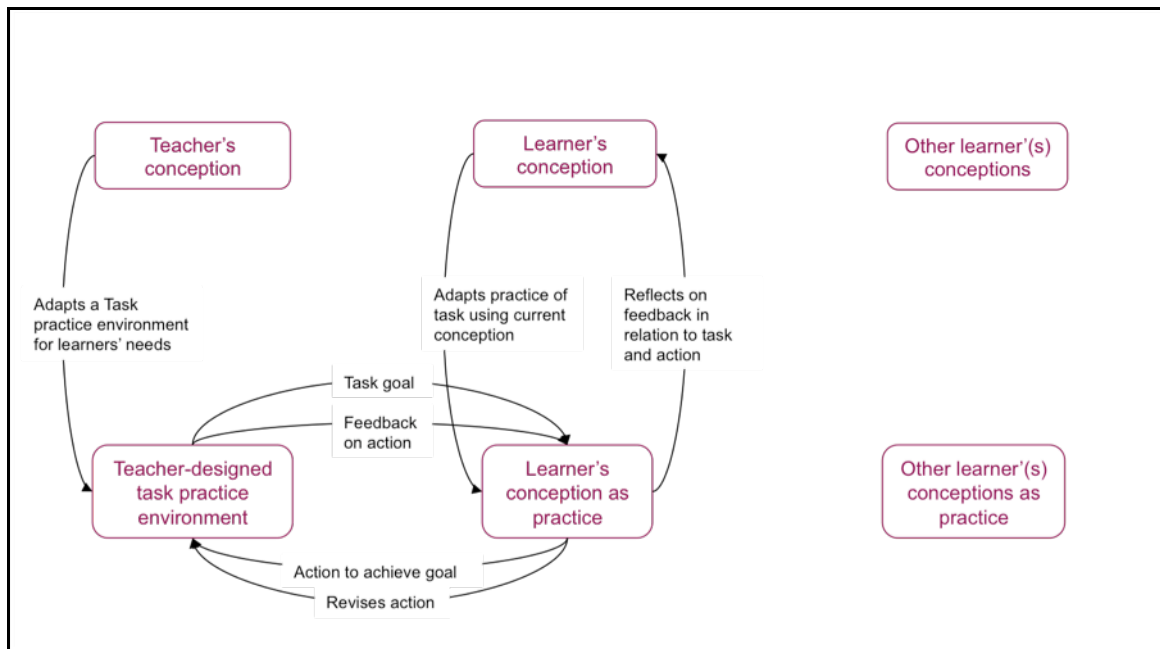 Teacher's
conception
Learner's
conception
Other learner'(s)
conceptions
Adapts a Task
practice environment
for learners' needs
Adapts practice of
task using current
conception
Reflects on
feedback in
relation to task
and action
Task goal
Feedback
on action
Teacher-designed
task practice
environment
Learner's
conception as
practice
Other learner'(s)
conceptions as
practice
Action to achieve goal
Revises action